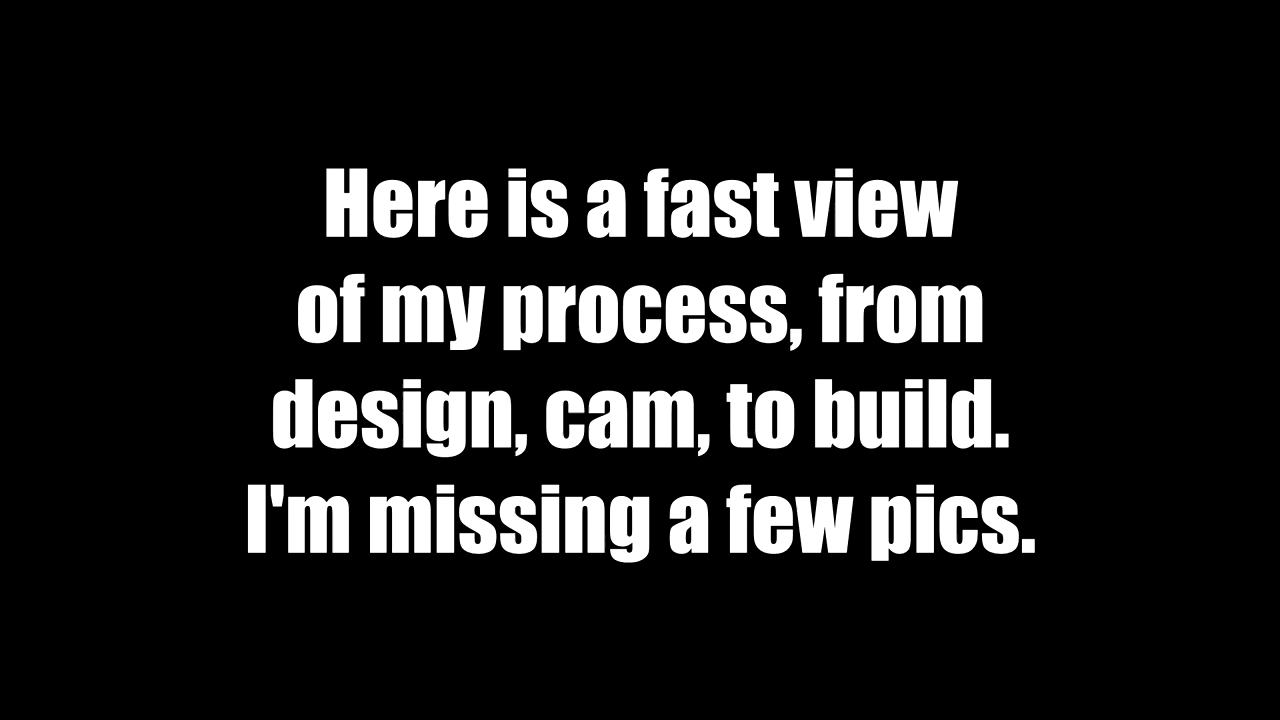 Here is a fast view
of my process, from
design, cam, to build.
I'm missing a few pics.